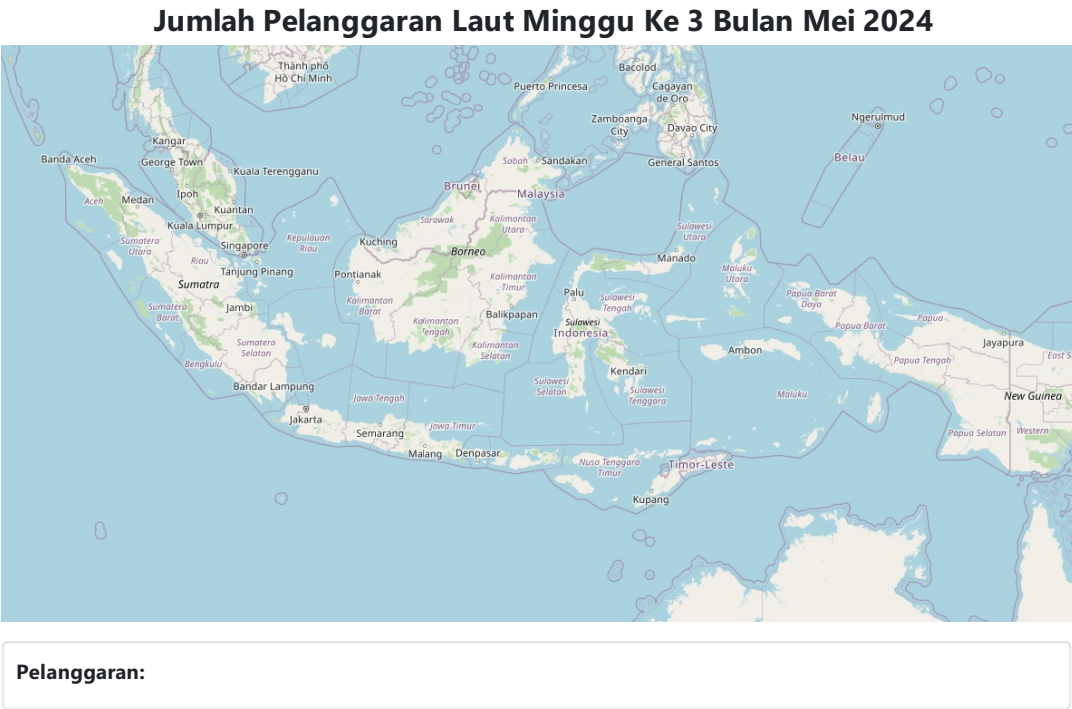 Jumlah Pelanggaran Laut Minggu Ke 3 Bulan Mei 2024
Thành phố
Hồ Chí Minh
Bacolod
Puerto Princesa
Cagayan
de Oro
Zamboanga
City
Davao City
Ngerulmud
Kangar
Banda Aceh
George Town
Kuala Terengganu
Sabah
Sandakan
General Santos
Belau
Ipoh
Brunei
Malaysia
Aceh
Medan
Kuantan
Kuala Lumpur
Sarawak
Kalimantan
Utara
Sulawesi
Utara
Sumatera
Utara
Singapore
Kepulauan
Riau
Kuching
Borneo
Manado
Riau
Tanjung Pinang
Pontianak
Maluku
Utara
Sumatra
Kalimantan
Timur
Palu
Sulawesi
Tengah
Papua Barat
Daya
Sumatera
Barat
Jambi
Kalimantan
Barat
Balikpapan
Kalimantan
Tengah
Sulawesi
Indonesia
Papua Barat
Papua
Sumatera
Selatan
Kalimantan
Selatan
Ambon
Jayapura
East S
Bengkulu
Kendari
Papua Tengah
Bandar Lampung
Sulawesi
Selatan
Sulawesi
Tenggara
Maluku
New Guinea
Jawa Tengah
Jakarta
Semarang
Jawa Timur
Papua Selatan
Western
Malang
Denpasar
Nusa Tenggara
Timur
Timor-Leste
Kupang
Pelanggaran: